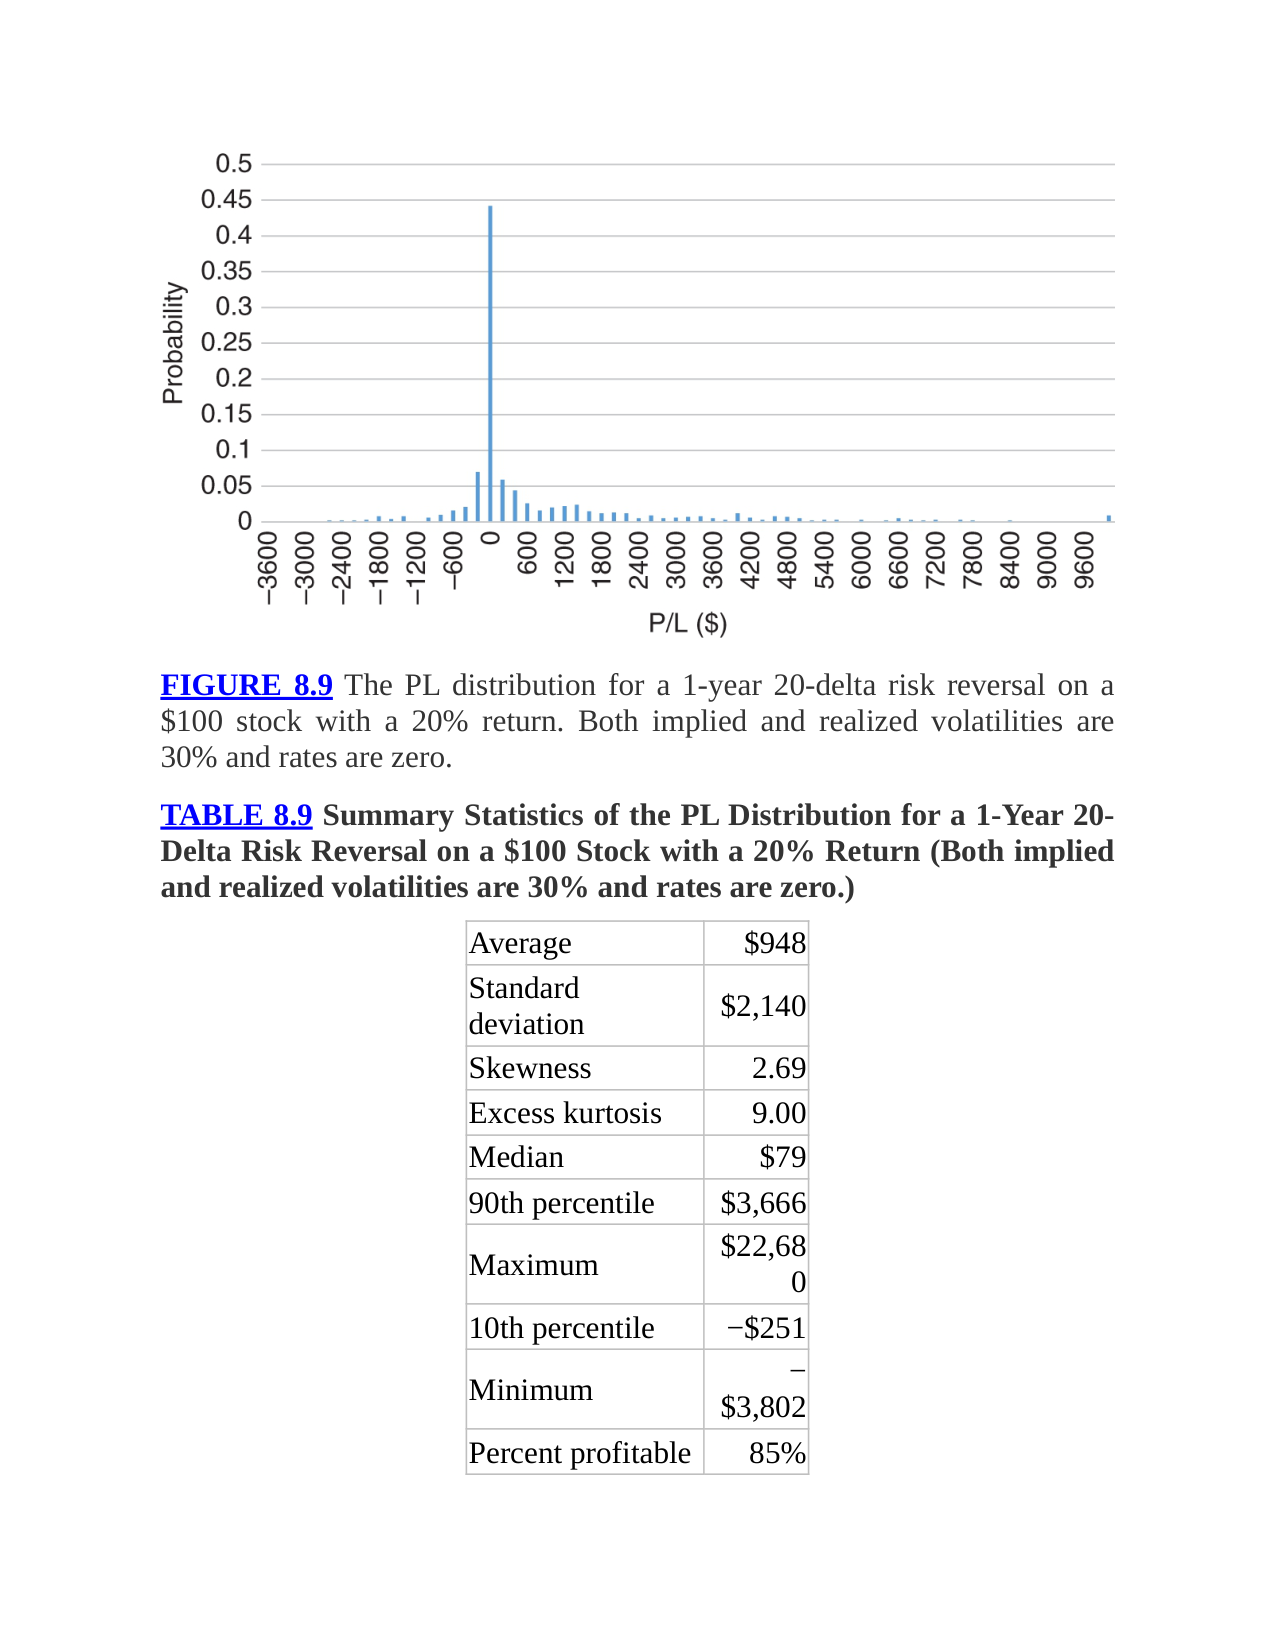 0.5
0.45
0.4
0.35
0.3
0.25
0.2
0.15
0.1
0.05
0
Probability
−3600
−3000
−2400
−1800
−1200
−600
0
600
1200
1800
2400
3000
3600
4200
4800
5400
6000
6600
7200
7800
8400
9000
9600
P/L ($)
FIGURE 8.9 The PL distribution for a 1-year 20-delta risk reversal on a
$100 stock with a 20% return. Both implied and realized volatilities are
30% and rates are zero.
TABLE 8.9 Summary Statistics of the PL Distribution for a 1-Year 20-
Delta Risk Reversal on a $100 Stock with a 20% Return (Both implied
and realized volatilities are 30% and rates are zero.)
Average $948
Standard
deviation
$2,140
Skewness 2.69
Excess kurtosis 9.00
Median $79
90th percentile $3,666
Maximum
$22,68
0
10th percentile −$251
Minimum
−
$3,802
Percent profitable 85%